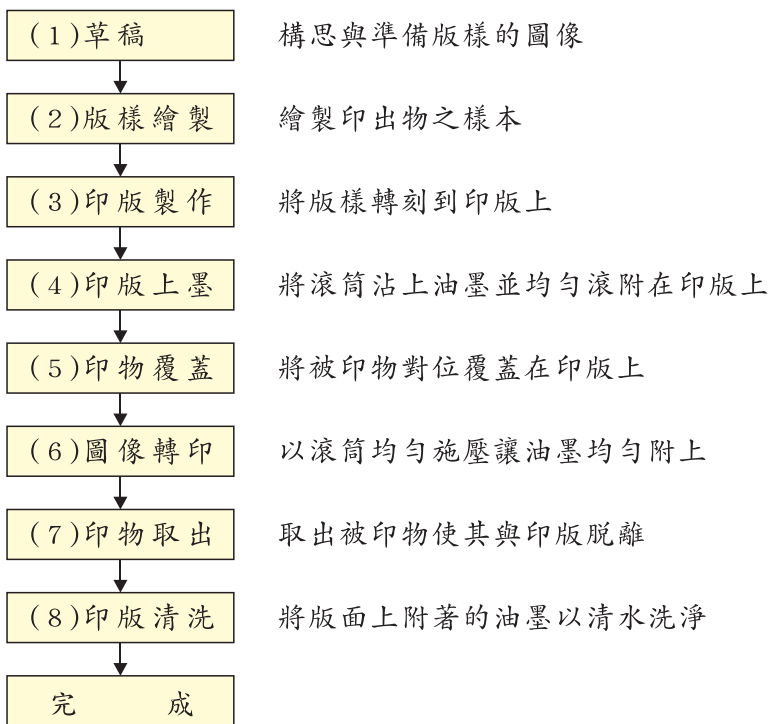 (1)草稿 構思與準備版樣的圖像
(2)版樣繪製 繪製印出物之樣本
(3)印版製作 將版樣轉刻到印版上
(4)印版上墨 將滾筒沾上油墨並均勻滾附在印版上
(5)印物覆蓋 將被印物對位覆蓋在印版上
(6)圖像轉印 以滾筒均勻施壓讓油墨均勻附上
(7)印物取出 取出被印物使其與印版脫離
(8)印版清洗 將版面上附著的油墨以清水洗淨
完成